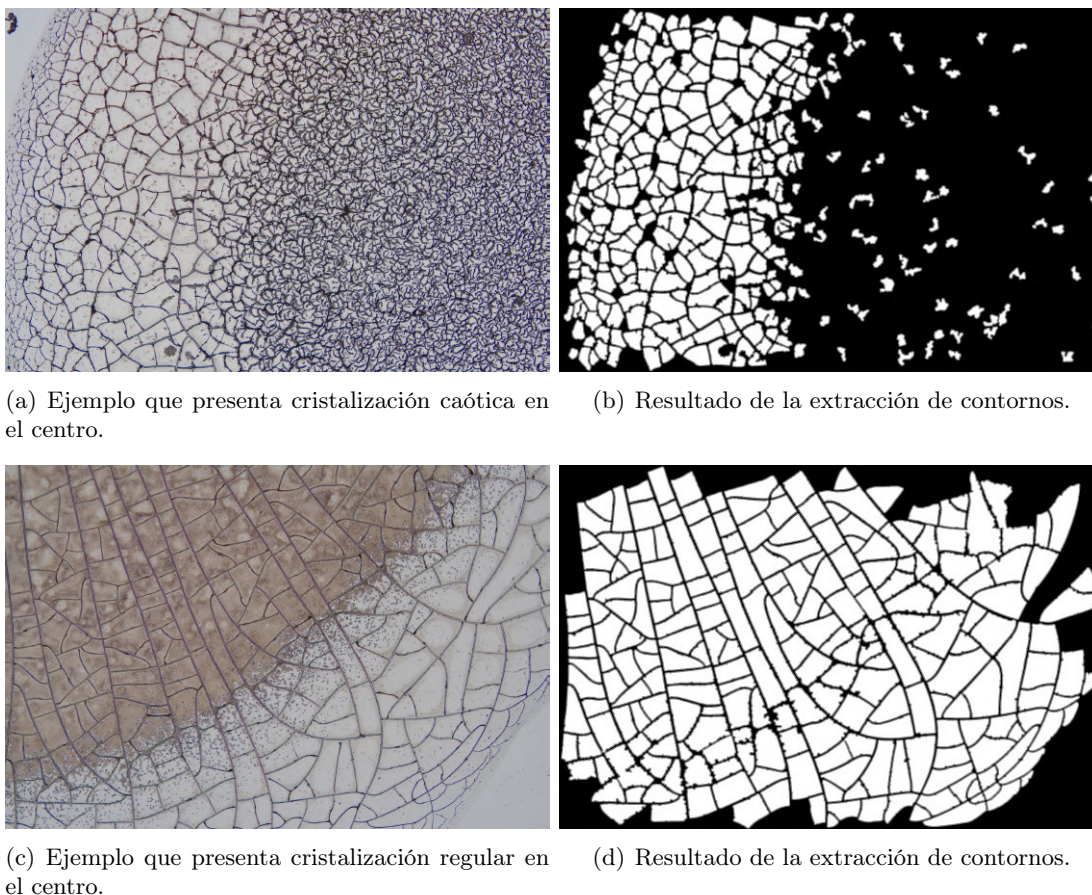 (a) Ejemplo que presenta cristalización caótica en
el centro.
(b) Resultado de la extracción de contornos.
(c) Ejemplo que presenta cristalización regular en
el centro.
(d) Resultado de la extracción de contornos.